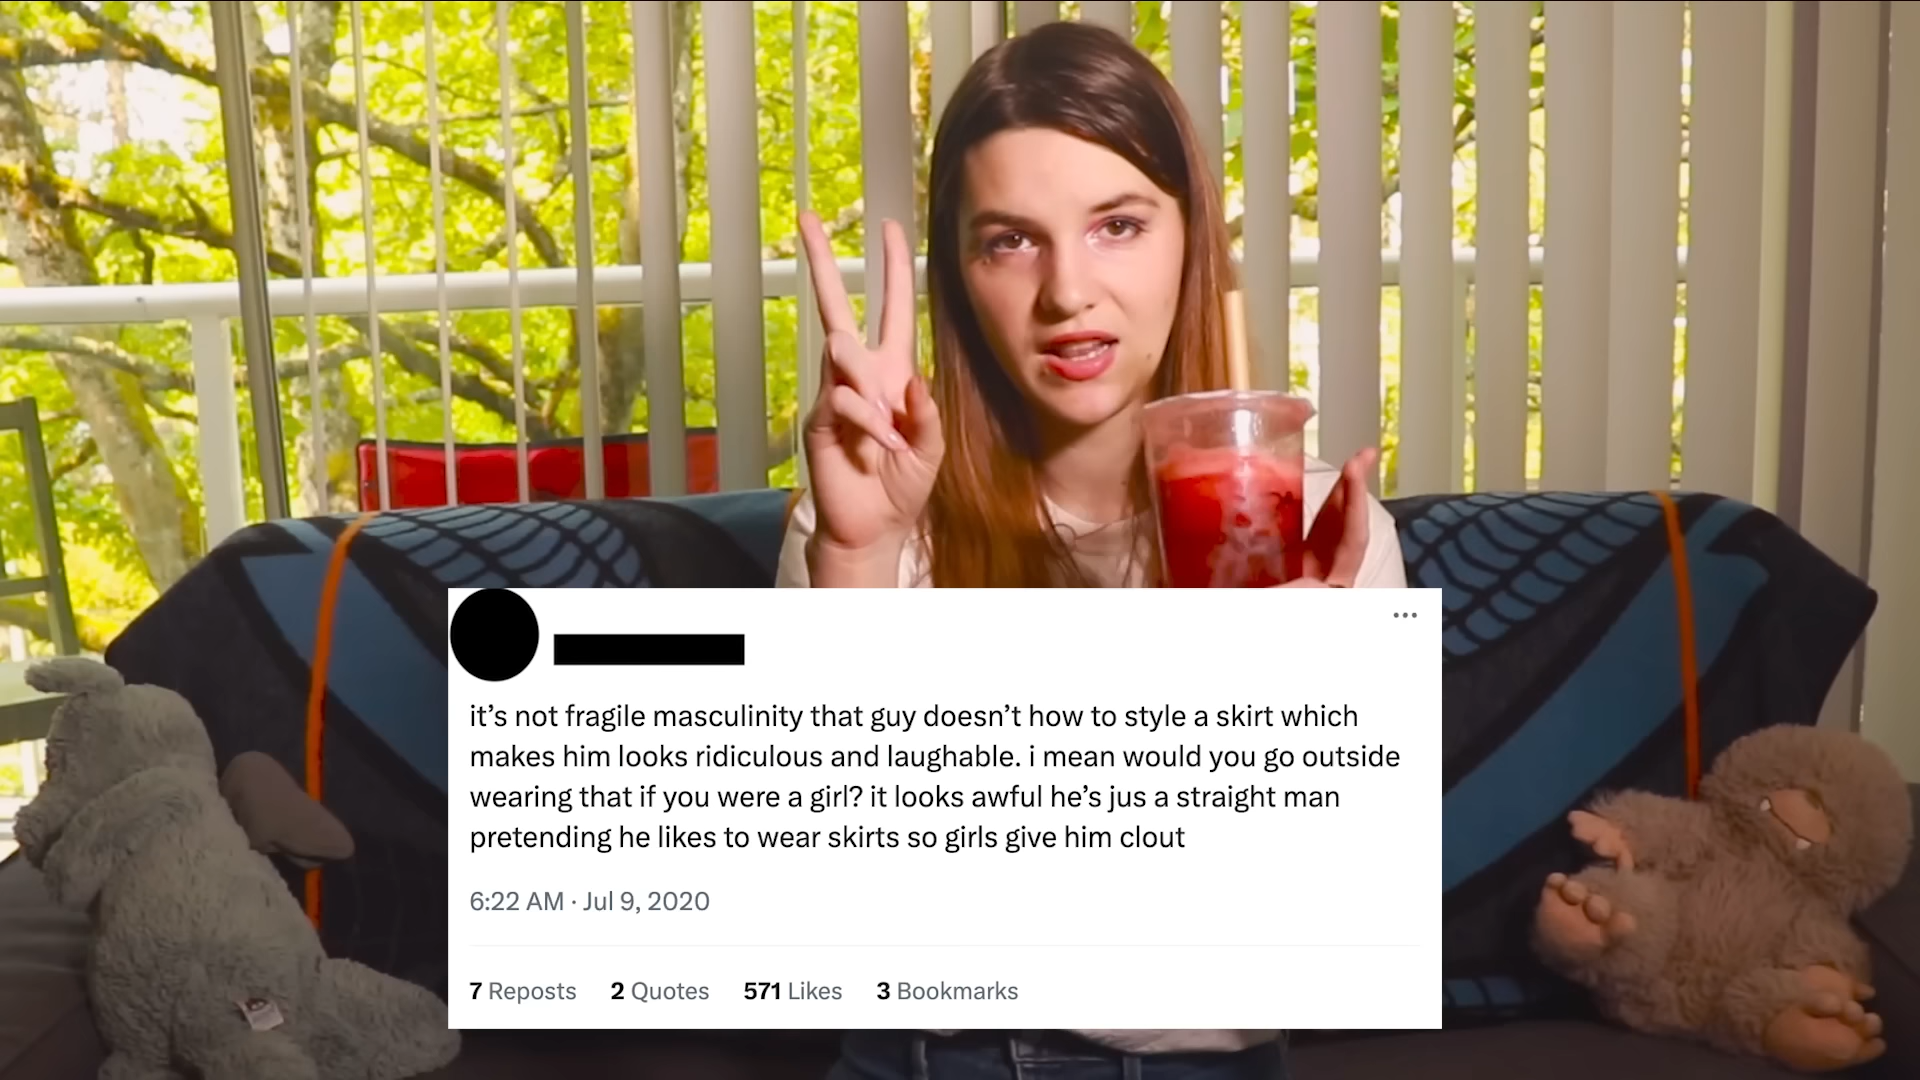 ...
it’s not fragile masculinity that guy doesn’t how to style a skirt which
makes him looks ridiculous and laughable. i mean would you go outside
wearing that if you were a girl? it looks awful he’s jus a straight man
pretending he likes to wear skirts so girls give him clout
6:22 AM · Jul 9, 2020
7 Reposts 2 Quotes 571 Likes 3 Bookmarks